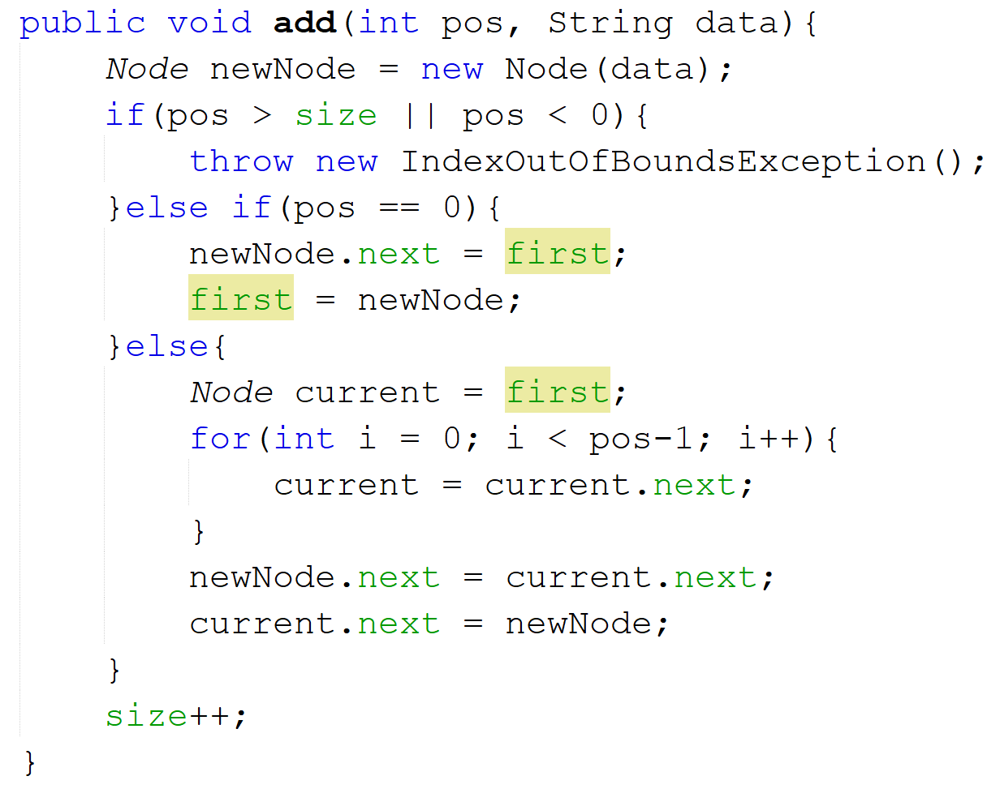 public void add(int pos, String data){
    Node newNode = new Node(data);
    if(pos > size || pos < 0){
        throw new IndexOutOfBoundsException();
    }else if(pos == 0){
        newNode.next = first;
        first = newNode;
    }else{
        Node current = first;
        for(int i = 0; i < pos-1; i++){
            current = current.next;
        }
        newNode.next = current.next;
        current.next = newNode;
    }
    size++;
}